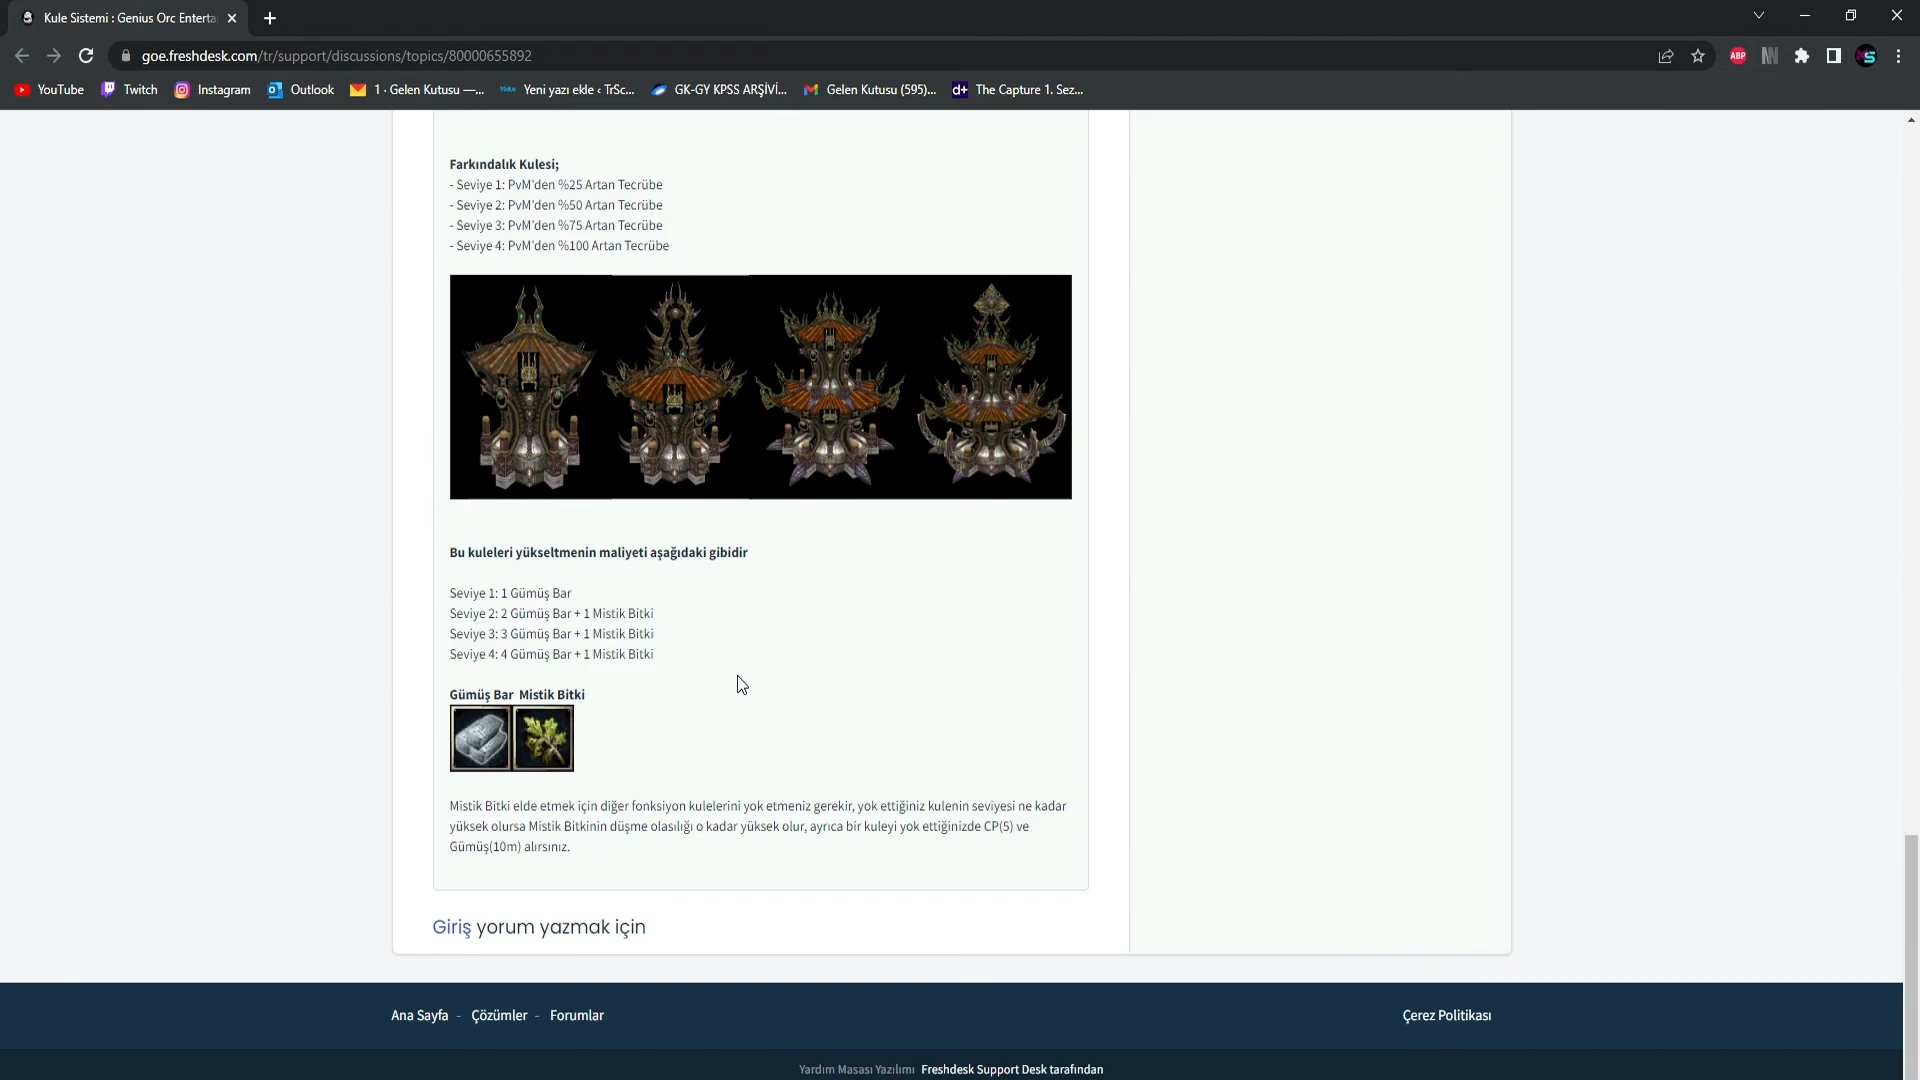 Kule Sistemi : Genius Orc Enterta
goe.freshdesk.com/tr/support/discussions/topics/80000655892
ABP
YouTube
Twitch
Instagram
Outlook
1 · Gelen Kutusu —...
Yeni yazı ekle ‹ TrSc...
GK-GY KPSS ARŞİVİ...
Gelen Kutusu (595)...
d+ The Capture 1. Sez...
Farkındalık Kulesi;
- Seviye 1: PvM'den %25 Artan Tecrübe
- Seviye 2: PvM'den %50 Artan Tecrübe
- Seviye 3: PvM'den %75 Artan Tecrübe
- Seviye 4: PvM'den %100 Artan Tecrübe
Bu kuleleri yükseltmenin maliyeti aşağıdaki gibidir
Seviye 1: 1 Gümüş Bar
Seviye 2: 2 Gümüş Bar + 1 Mistik Bitki
Seviye 3: 3 Gümüş Bar + 1 Mistik Bitki
Seviye 4: 4 Gümüş Bar + 1 Mistik Bitki
Gümüş Bar Mistik Bitki
Mistik Bitki elde etmek için diğer fonksiyon kulelerini yok etmeniz gerekir, yok ettiğiniz kulenin seviyesi ne kadar
yüksek olursa Mistik Bitkinin düşme olasılığı o kadar yüksek olur, ayrıca bir kuleyi yok ettiğinizde CP(5) ve
Gümüş(10m) alırsınız.
Giriş yorum yazmak için
Ana Sayfa - Çözümler - Forumlar
Çerez Politikası
Yardım Masası Yazılımı Freshdesk Support Desk tarafından